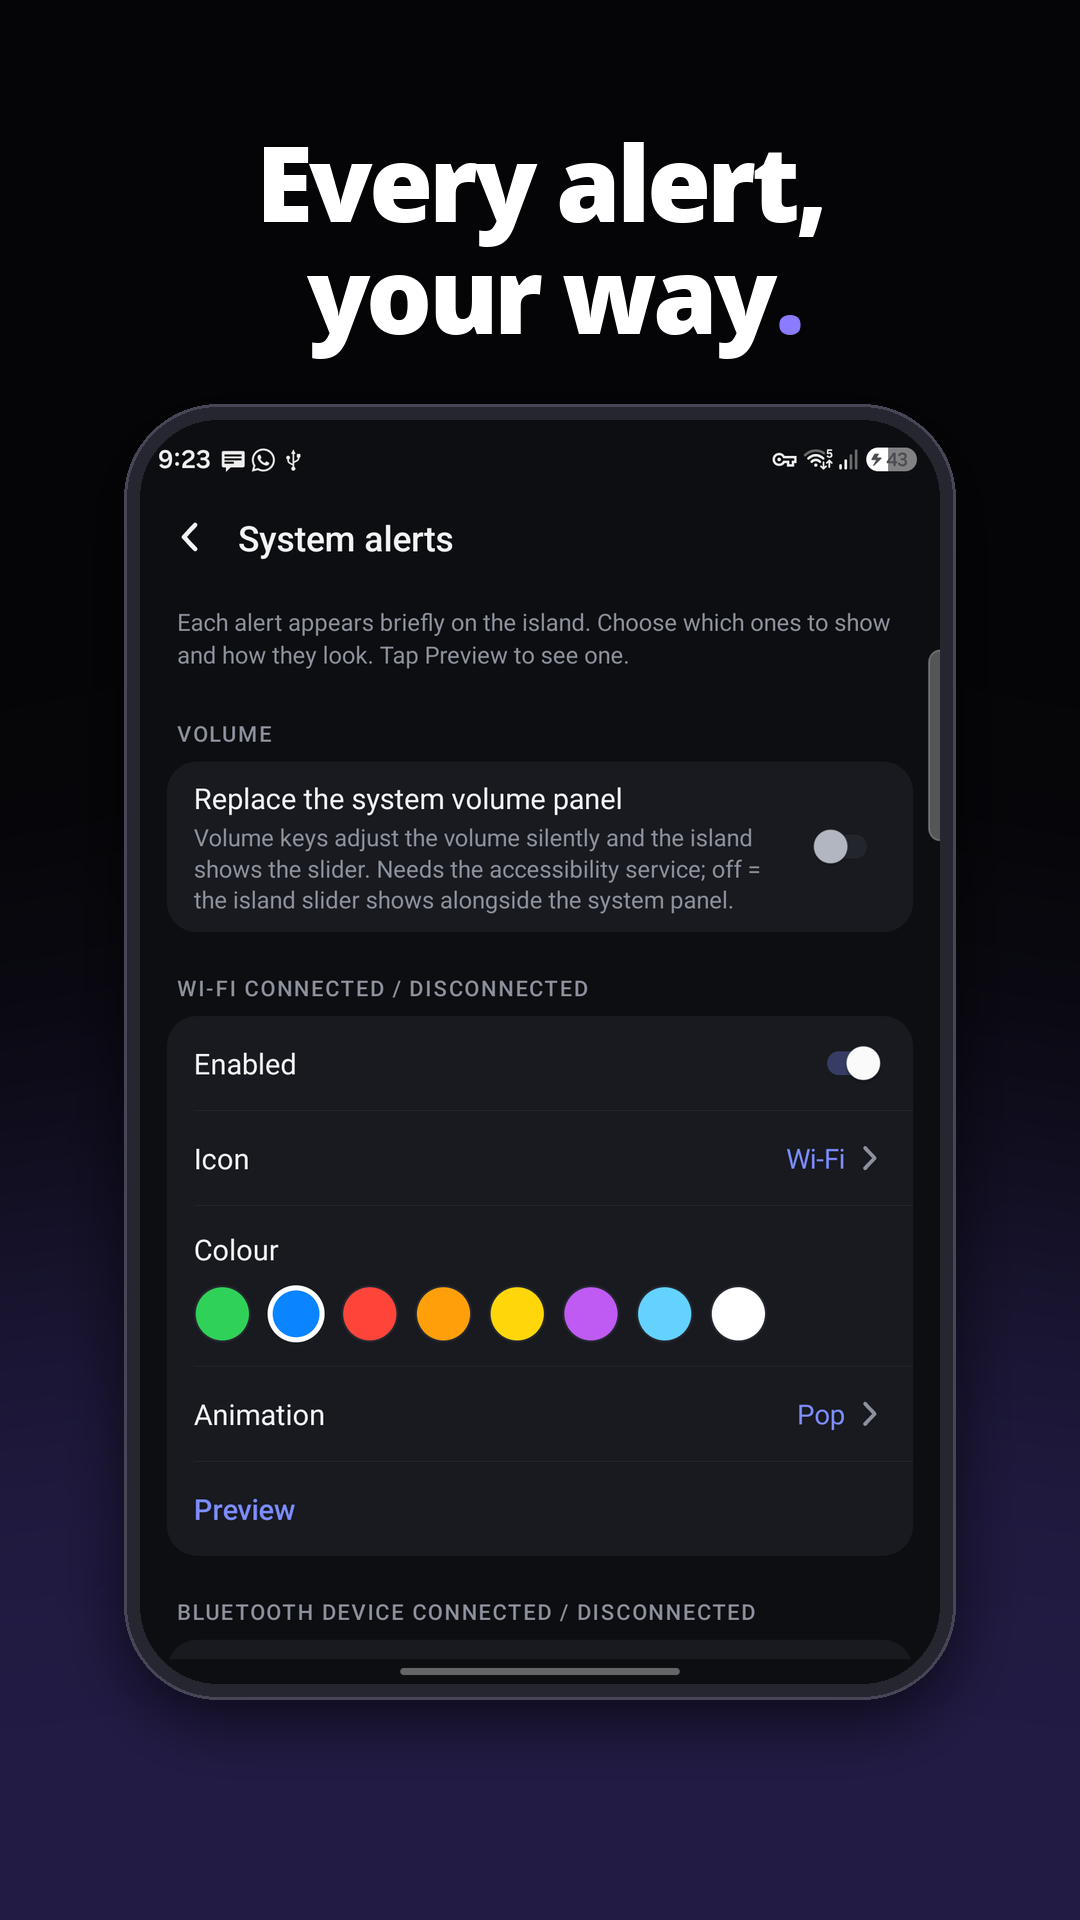 Every alert,
your way.
9:23
5
43
System alerts
Each alert appears briefly on the island. Choose which ones to show
and how they look. Tap Preview to see one.
VOLUME
Replace the system volume panel
Volume keys adjust the volume silently and the island
shows the slider. Needs the accessibility service; off =
the island slider shows alongside the system panel.
WI-FI CONNECTED / DISCONNECTED
Enabled
Icon
Wi-Fi
Colour
Animation
Pop
Preview
BLUETOOTH DEVICE CONNECTED / DISCONNECTED